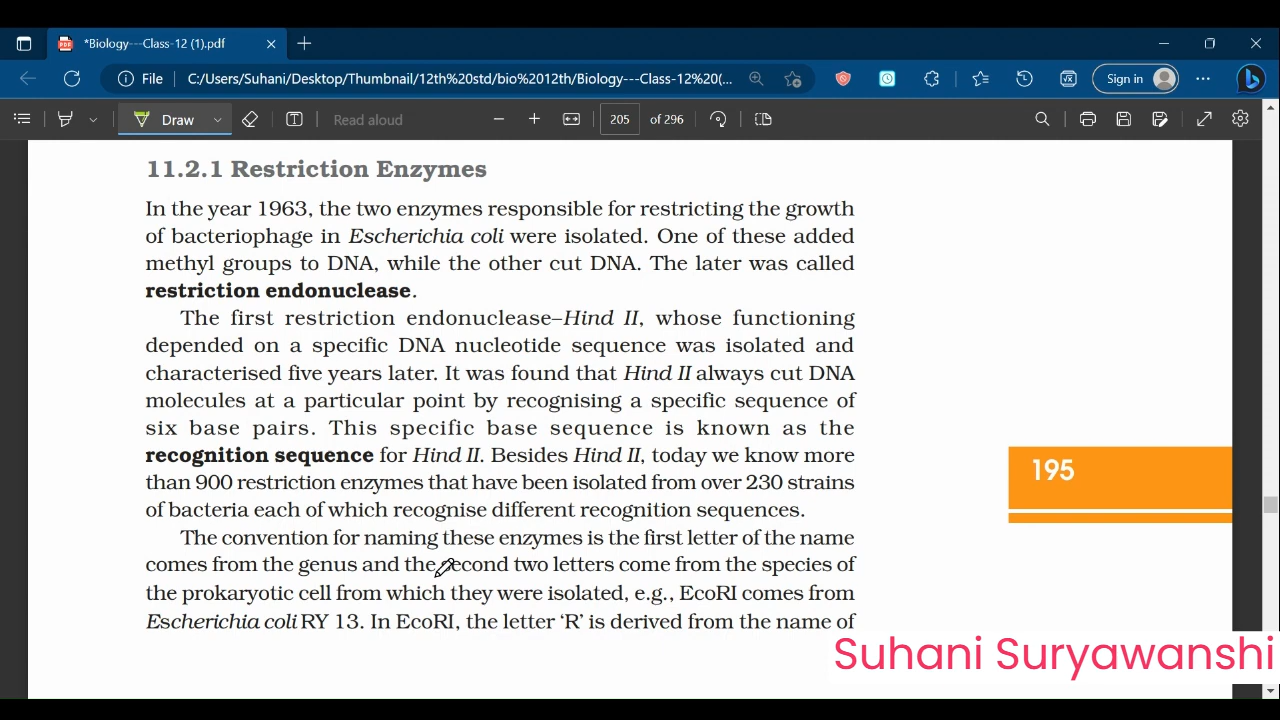 *Biology---Class-12 (1).pdf
File
C:/Users/Suhani/Desktop/Thumbnail/12th%20std/bio%2012th/Biology---Class-12%20(...
Sign in
Draw
Read aloud
205 of 296
11.2.1 Restriction Enzymes
In the year 1963, the two enzymes responsible for restricting the growth
of bacteriophage in Escherichia coli were isolated. One of these added
methyl groups to DNA, while the other cut DNA. The later was called
restriction endonuclease.
The first restriction endonuclease–Hind II, whose functioning
depended on a specific DNA nucleotide sequence was isolated and
characterised five years later. It was found that Hind II always cut DNA
molecules at a particular point by recognising a specific sequence of
six base pairs. This specific base sequence is known as the
recognition sequence for Hind II. Besides Hind II, today we know more
than 900 restriction enzymes that have been isolated from over 230 strains
of bacteria each of which recognise different recognition sequences.
195
The convention for naming these enzymes is the first letter of the name
comes from the genus and the second two letters come from the species of
the prokaryotic cell from which they were isolated, e.g., EcoRI comes from
Escherichia coli RY 13. In EcoRI, the letter ‘R’ is derived from the name of
Suhani Suryawanshi